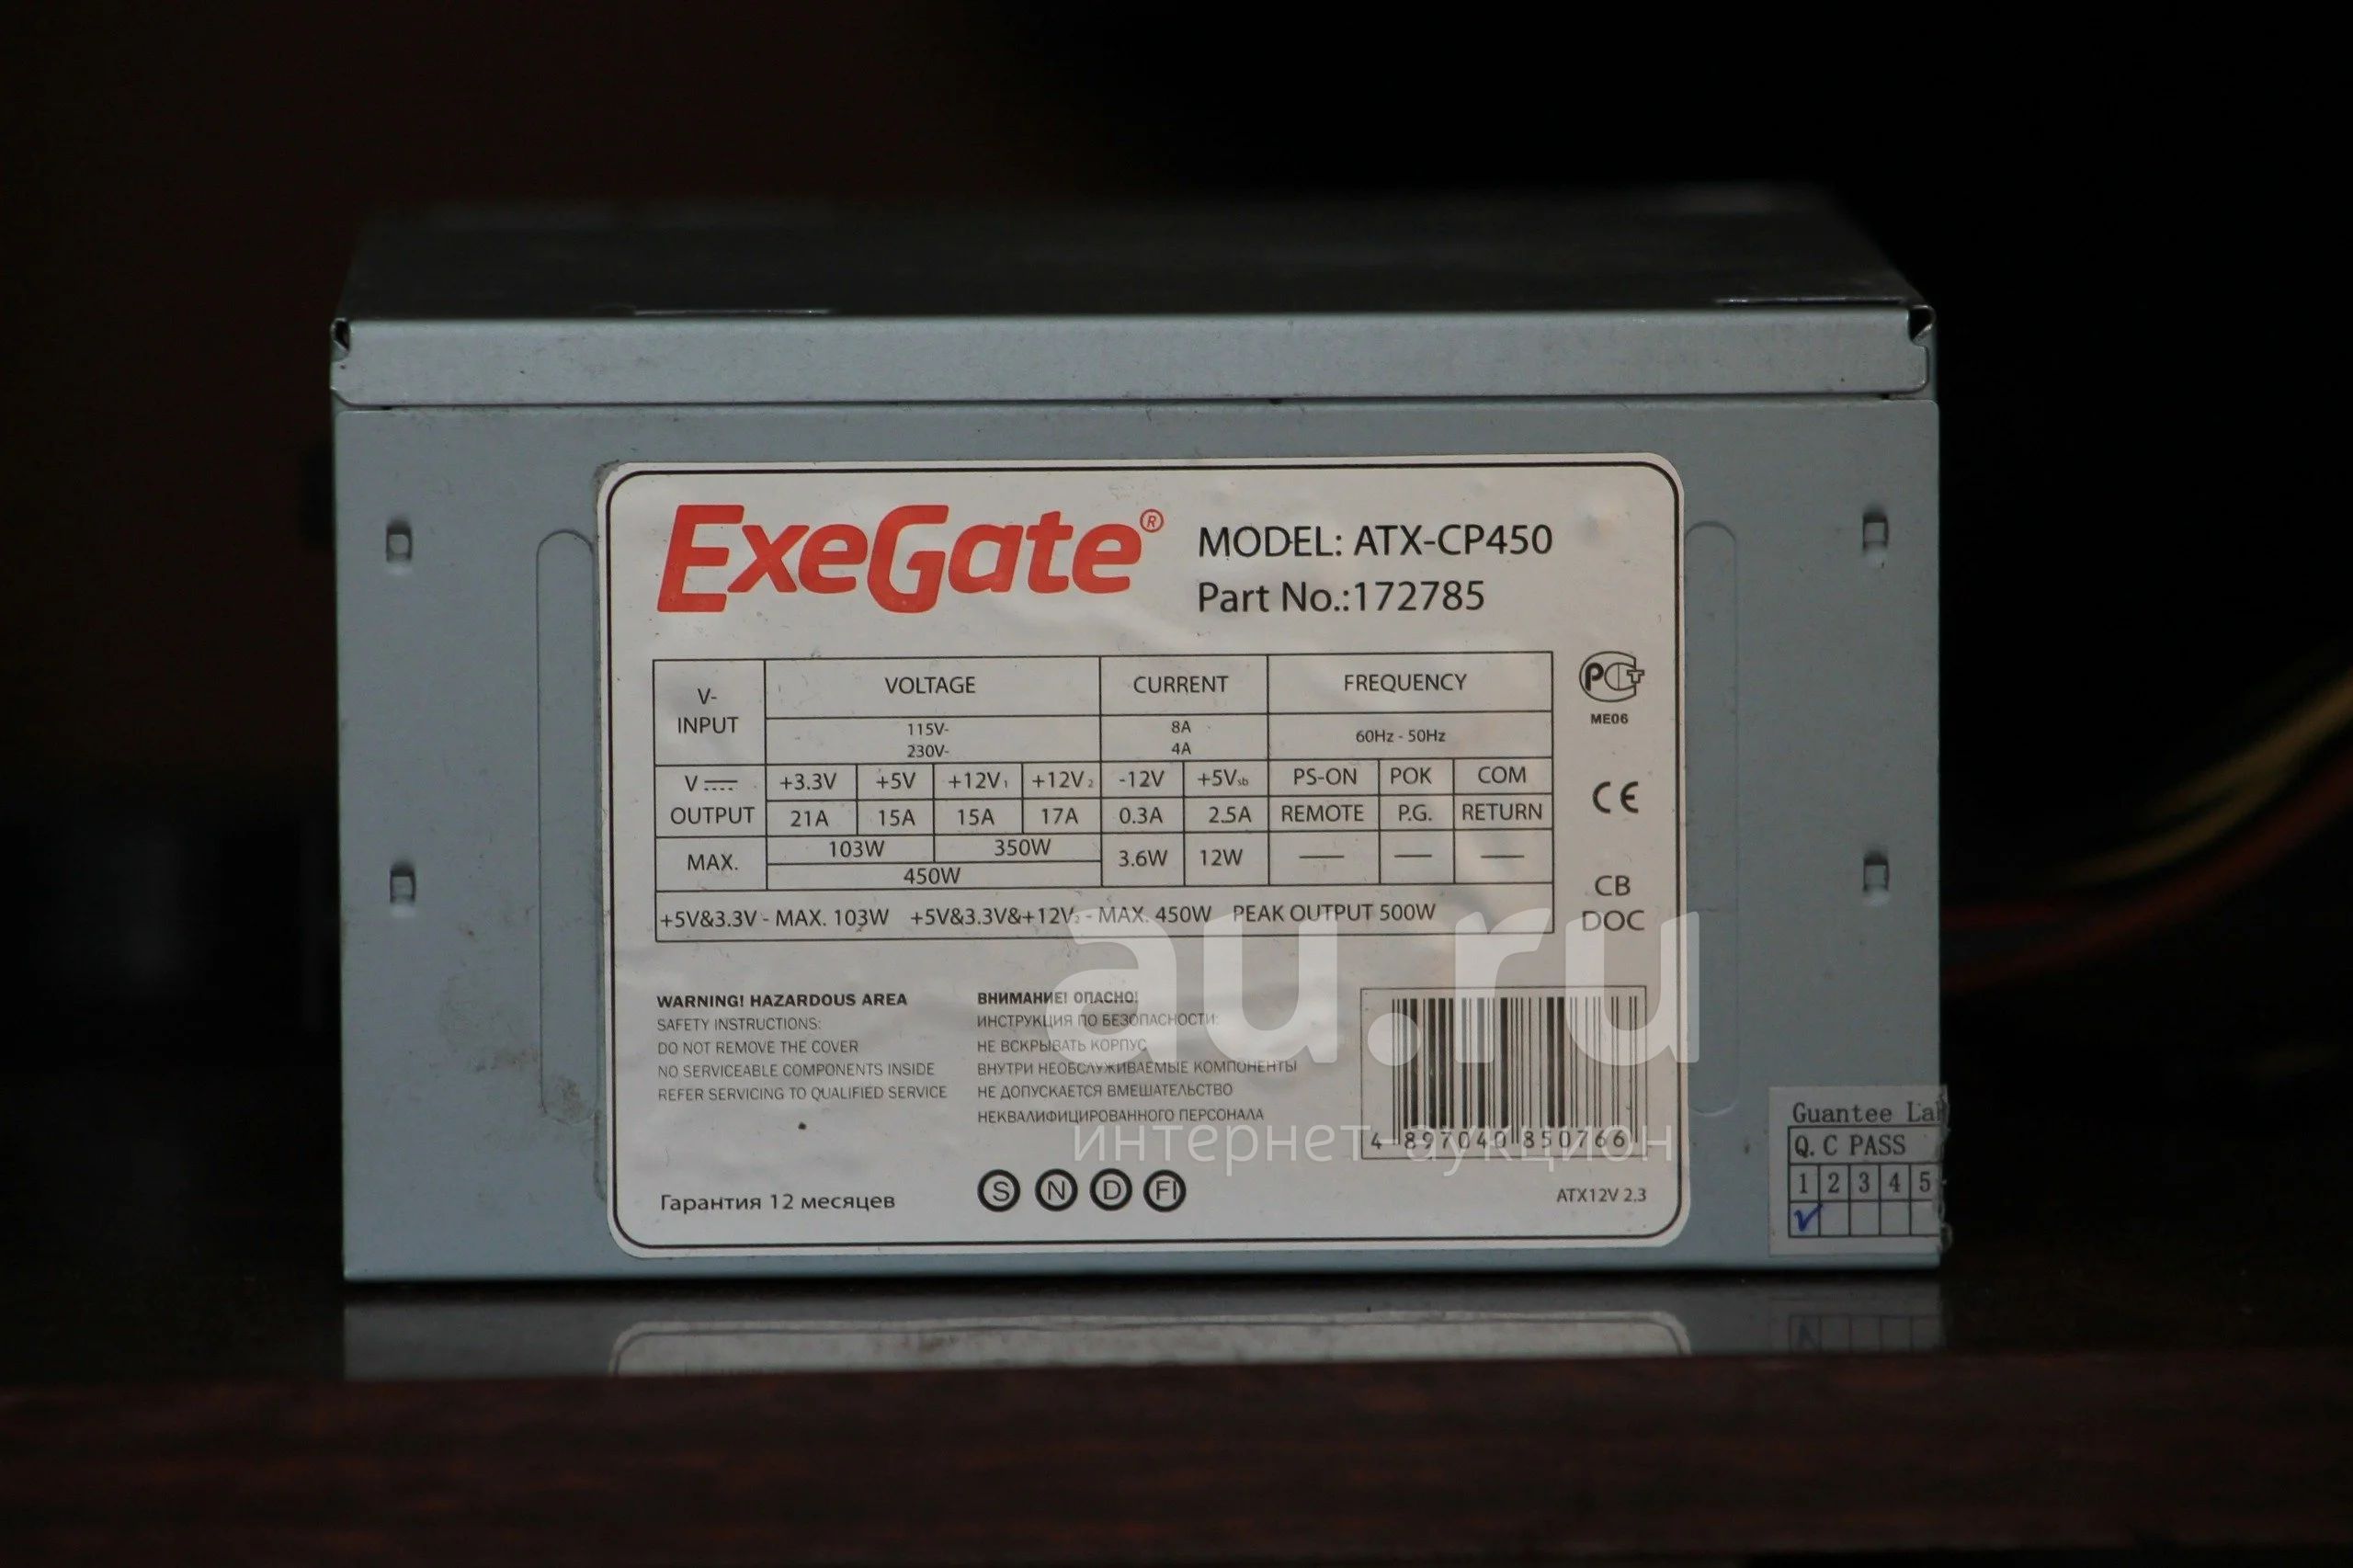 ExeGate®
MODEL: ATX-CP450
Part No.:172785
V-INPUT VOLTAGE CURRENT FREQUENCY
115V- 8A 60Hz - 50Hz
230V- 4A
V OUTPUT +3.3V +5V +12V1 +12V2 -12V +5Vsb PS-ON POK COM
21A 15A 15A 17A 0.3A 2.5A REMOTE P.G. RETURN
MAX. 103W 350W 3.6W 12W — — —
450W
+5V&3.3V - MAX. 103W +5V&3.3V&+12V - MAX. 450W PEAK OUTPUT 500W
PCT
ME06
CE
CB
DOC
WARNING! HAZARDOUS AREA
SAFETY INSTRUCTIONS:
DO NOT REMOVE THE COVER
NO SERVICEABLE COMPONENTS INSIDE
REFER SERVICING TO QUALIFIED SERVICE
ВНИМАНИЕ! ОПАСНО!
ИНСТРУКЦИЯ ПО БЕЗОПАСНОСТИ:
НЕ ВСКРЫВАТЬ КОРПУС
ВНУТРИ НЕОБСЛУЖИВАЕМЫЕ КОМПОНЕНТЫ
НЕ ДОПУСКАЕТСЯ ВМЕШАТЕЛЬСТВО
НЕКВАЛИФИЦИРОВАННОГО ПЕРСОНАЛА
4 897040 850766
Гарантия 12 месяцев
S N D FI
ATX12V 2.3
Guantee La
Q.C PASS
1 2 3 4 5
au.ru
интернет-аукцион